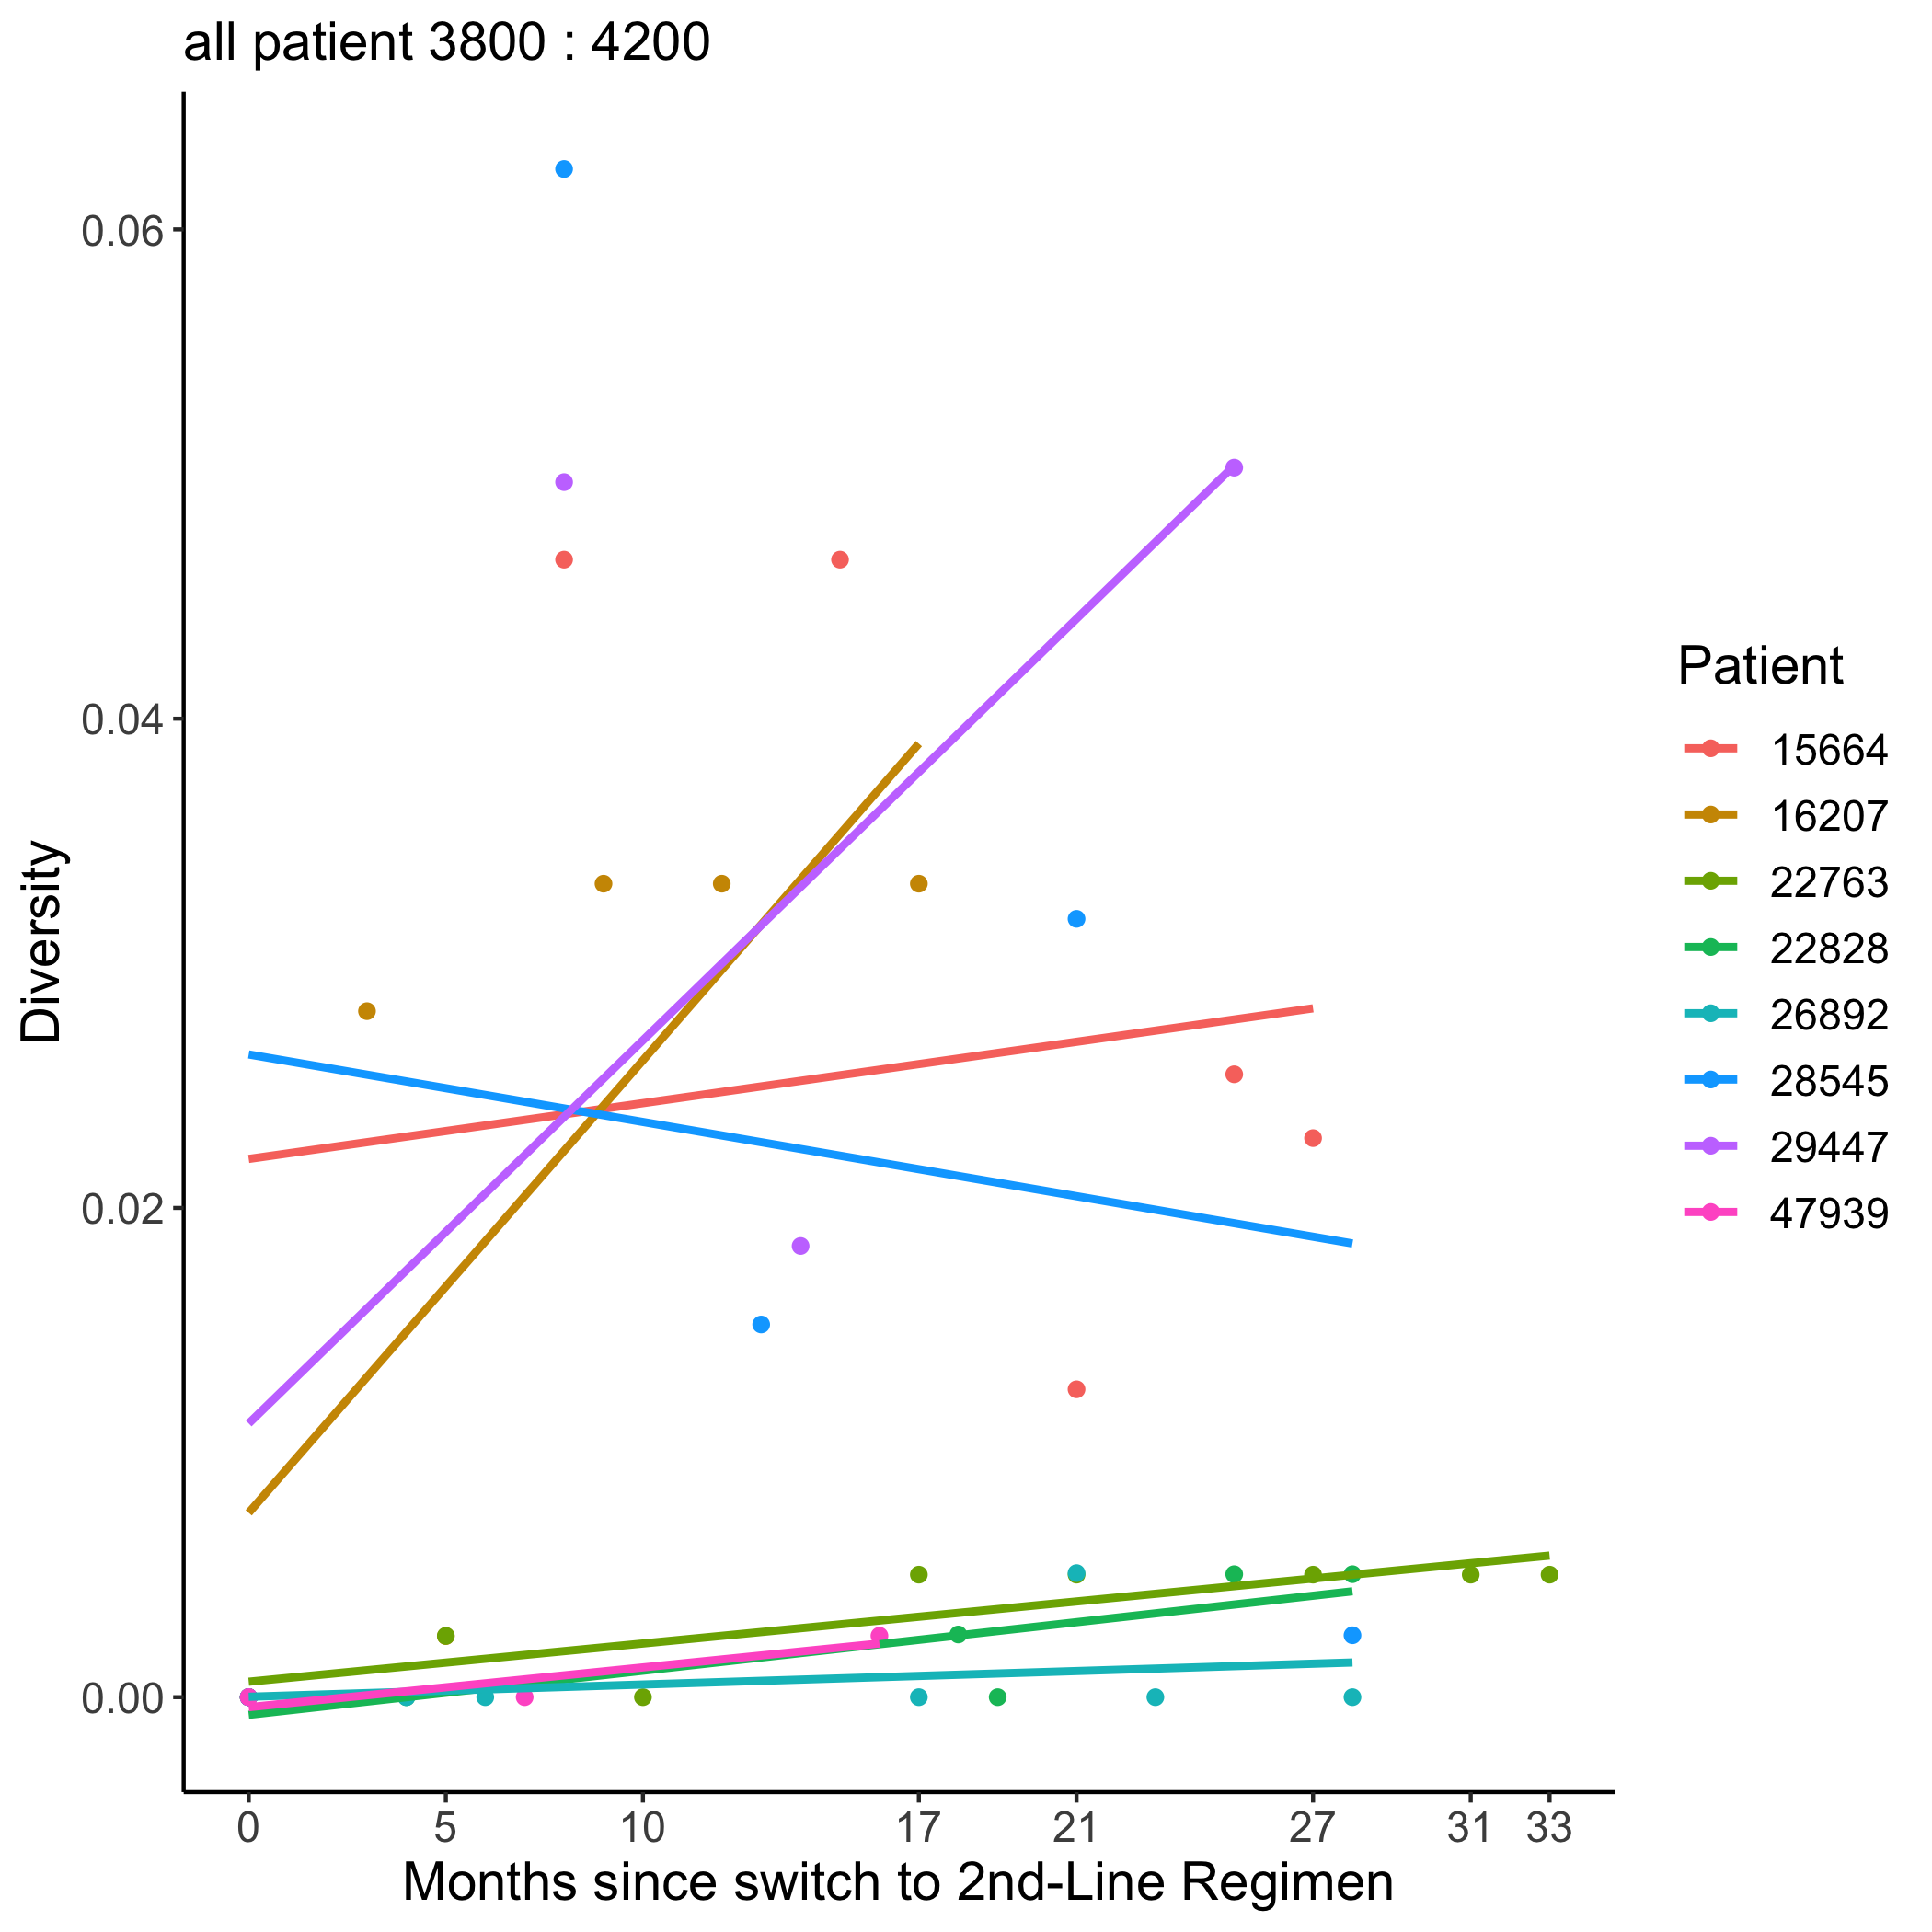 all patient 3800 : 4200
0.06
0.04
0.02
0.00
Diversity
0 5 10 17 21 27 31 33
Months since switch to 2nd-Line Regimen
Patient
15664
16207
22763
22828
26892
28545
29447
47939